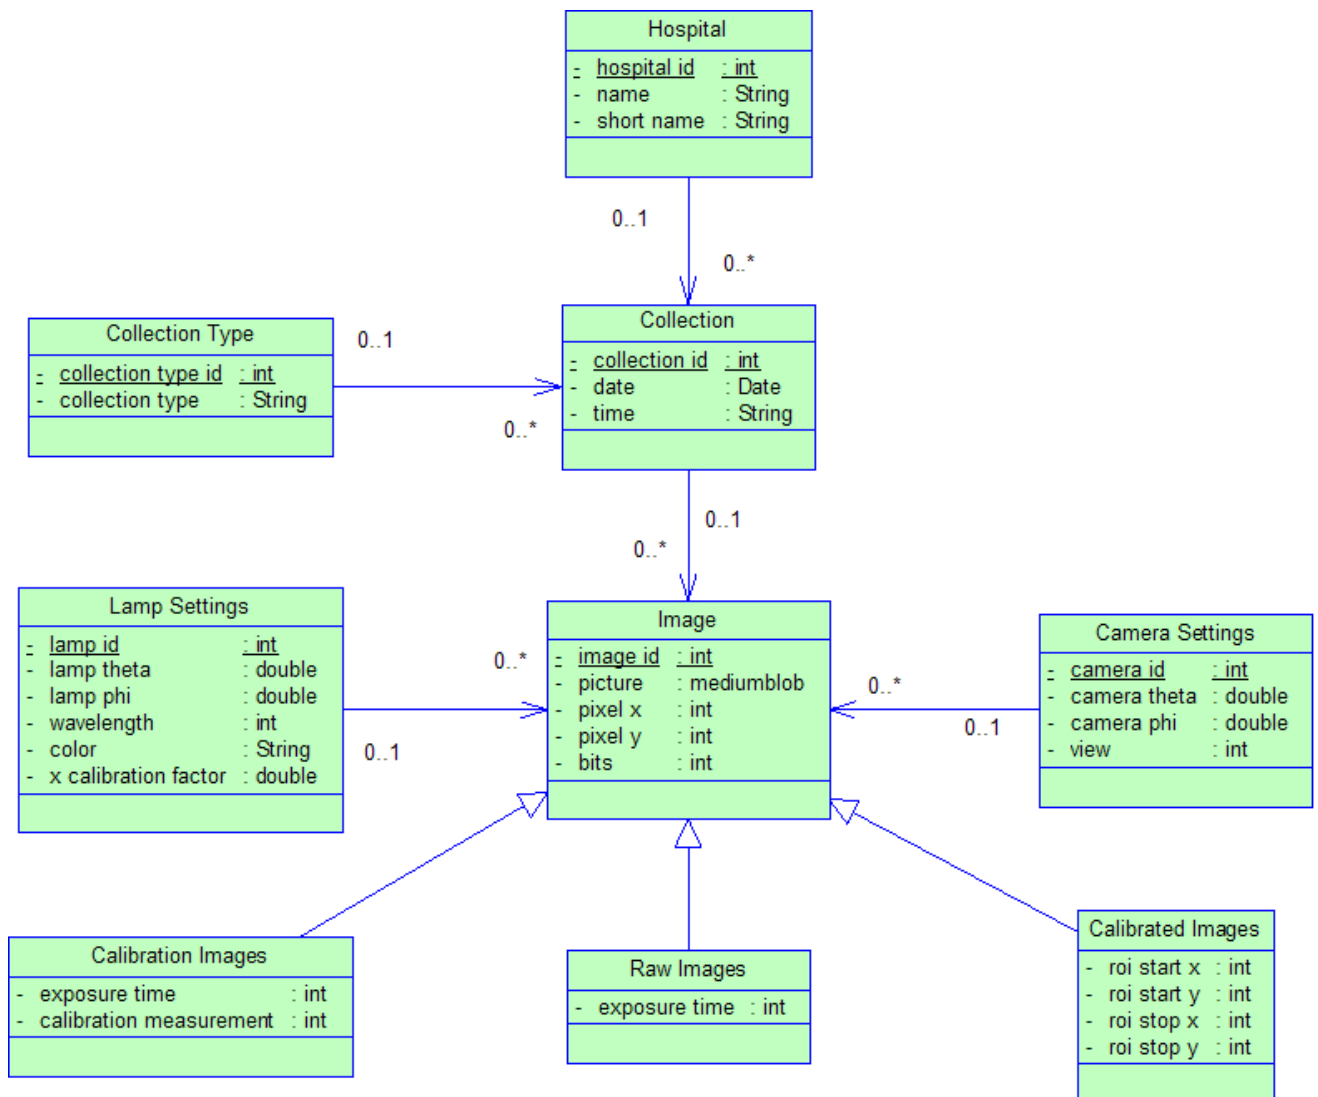 Hospital
- hospital id : int
- name : String
- short name : String
0..1
0..*
Collection Type
- collection type id : int
- collection type : String
0..1
0..*
Collection
- collection id : int
- date : Date
- time : String
0..1
0..*
Lamp Settings
- lamp id : int
- lamp theta : double
- lamp phi : double
- wavelength : int
- color : String
- x calibration factor : double
0..*
0..1
Image
- image id : int
- picture : mediumblob
- pixel x : int
- pixel y : int
- bits : int
0..*
0..1
Camera Settings
- camera id : int
- camera theta : double
- camera phi : double
- view : int
Calibration Images
- exposure time : int
- calibration measurement : int
Raw Images
- exposure time : int
Calibrated Images
- roi start x : int
- roi start y : int
- roi stop x : int
- roi stop y : int